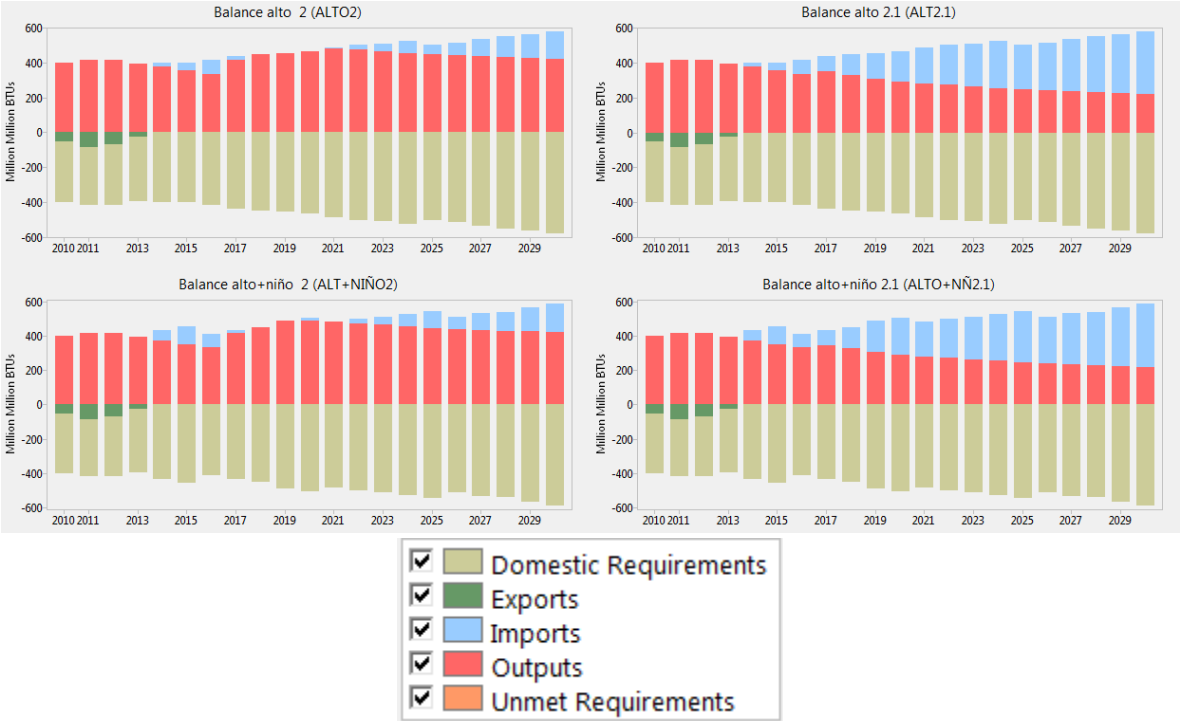 Balance alto 2 (ALTO2)
600
400
200
0
-200
-400
-600
Million Million BTUs
2010 2011 2013 2015 2017 2019 2021 2023 2025 2027 2029
Balance alto 2.1 (ALT2.1)
600
400
200
0
-200
-400
-600
Million Million BTUs
2010 2011 2013 2015 2017 2019 2021 2023 2025 2027 2029
Balance alto+niño 2 (ALT+NIÑO2)
600
400
200
0
-200
-400
-600
Million Million BTUs
2010 2011 2013 2015 2017 2019 2021 2023 2025 2027 2029
Balance alto+niño 2.1 (ALTO+NÑ2.1)
600
400
200
0
-200
-400
-600
Million Million BTUs
2010 2011 2013 2015 2017 2019 2021 2023 2025 2027 2029
Domestic Requirements
Exports
Imports
Outputs
Unmet Requirements